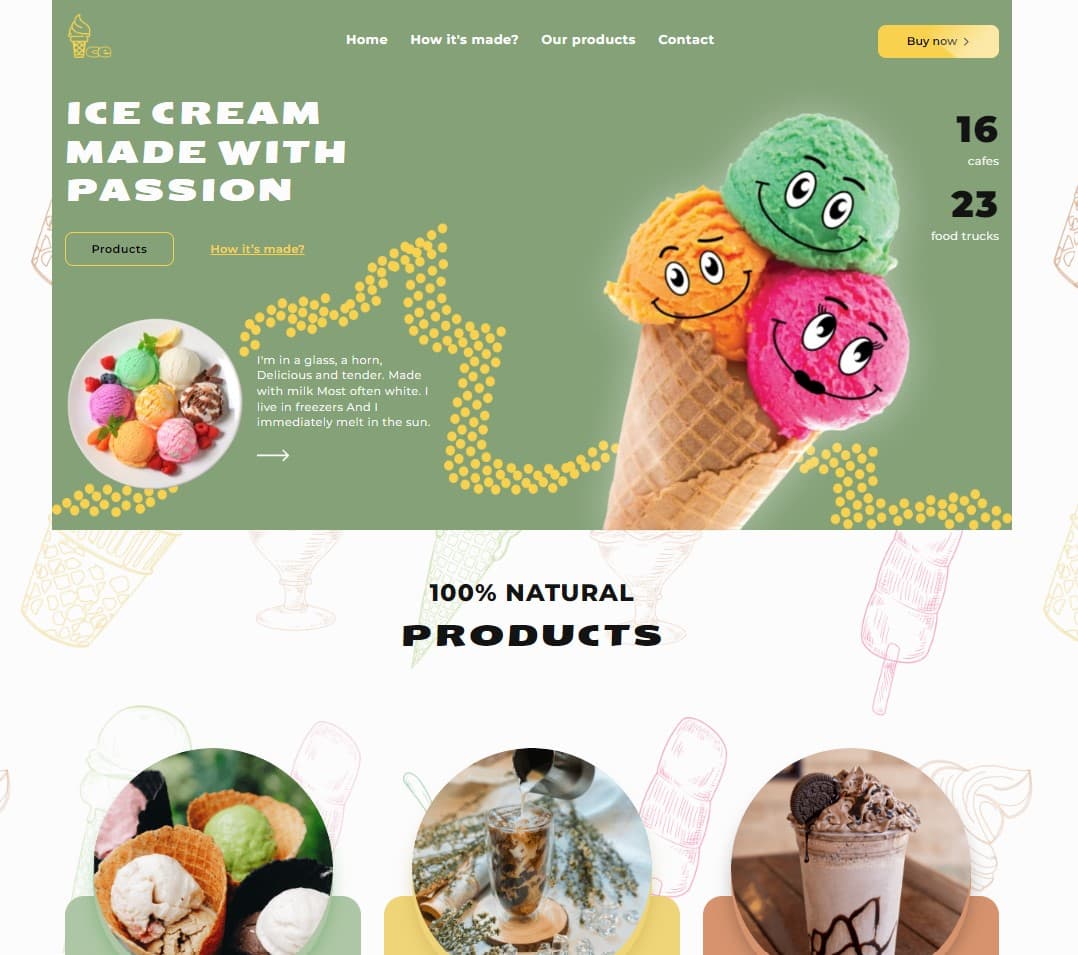 ce
Home
How it's made?
Our products
Contact
Buy now
ICE CREAM
MADE WITH
PASSION
Products
How it's made?
16
cafes
23
food trucks
I'm in a glass, a horn,
Delicious and tender. Made
with milk Most often white. I
live in freezers And I
immediately melt in the sun.
100% NATURAL
PRODUCTS